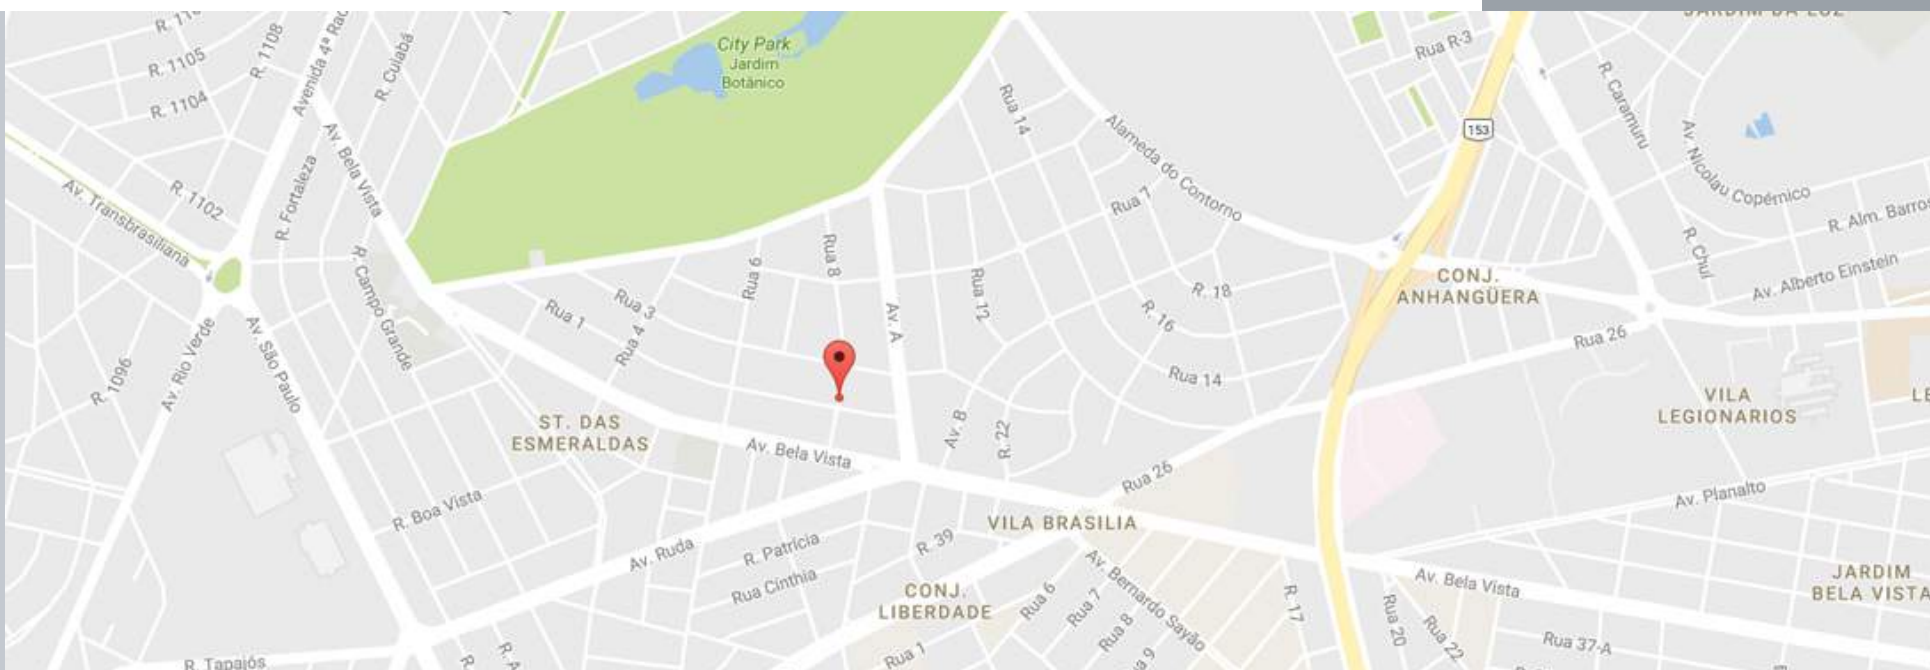 JARDIM DA LUZ
R. 1105
R. 1108
Avenida 4ª Rad
R. Cuiabá
City Park
Jardim
Botânico
Rua R-3
R. 1104
Rua 14
153
R. Caramuru
Av. Bela Vista
Alameda do Contorno
Av. Nicolau Copérnico
R. 1102
R. Fortaleza
Rua 7
R. Alm. Barros
Av. Transbrasiliana
R. Campo Grande
Rua 6
Rua 8
R. Chuí
Av. Alberto Einstein
Rua 12
R. 18
CONJ.
ANHANGÜERA
Rua 3
Rua 1
Rua 4
Av. A
R. 16
Rua 26
Av. Rio Verde
Av. São Paulo
R. 1096
Rua 14
VILA
LEGIONARIOS
LE
ST. DAS
ESMERALDAS
Av. B
R. 22
Av. Bela Vista
Rua 26
Av. Planalto
R. Boa Vista
VILA BRASILIA
Av. Ruda
R. Patrícia
R. 39
Rua Cínthia
CONJ.
LIBERDADE
Av. Bernardo Sayão
Av. Bela Vista
JARDIM
BELA VISTA
Rua 6
Rua 7
Rua 8
R. 17
Rua 20
Rua 22
Rua 37-A
Rua 1
R. Tapajós